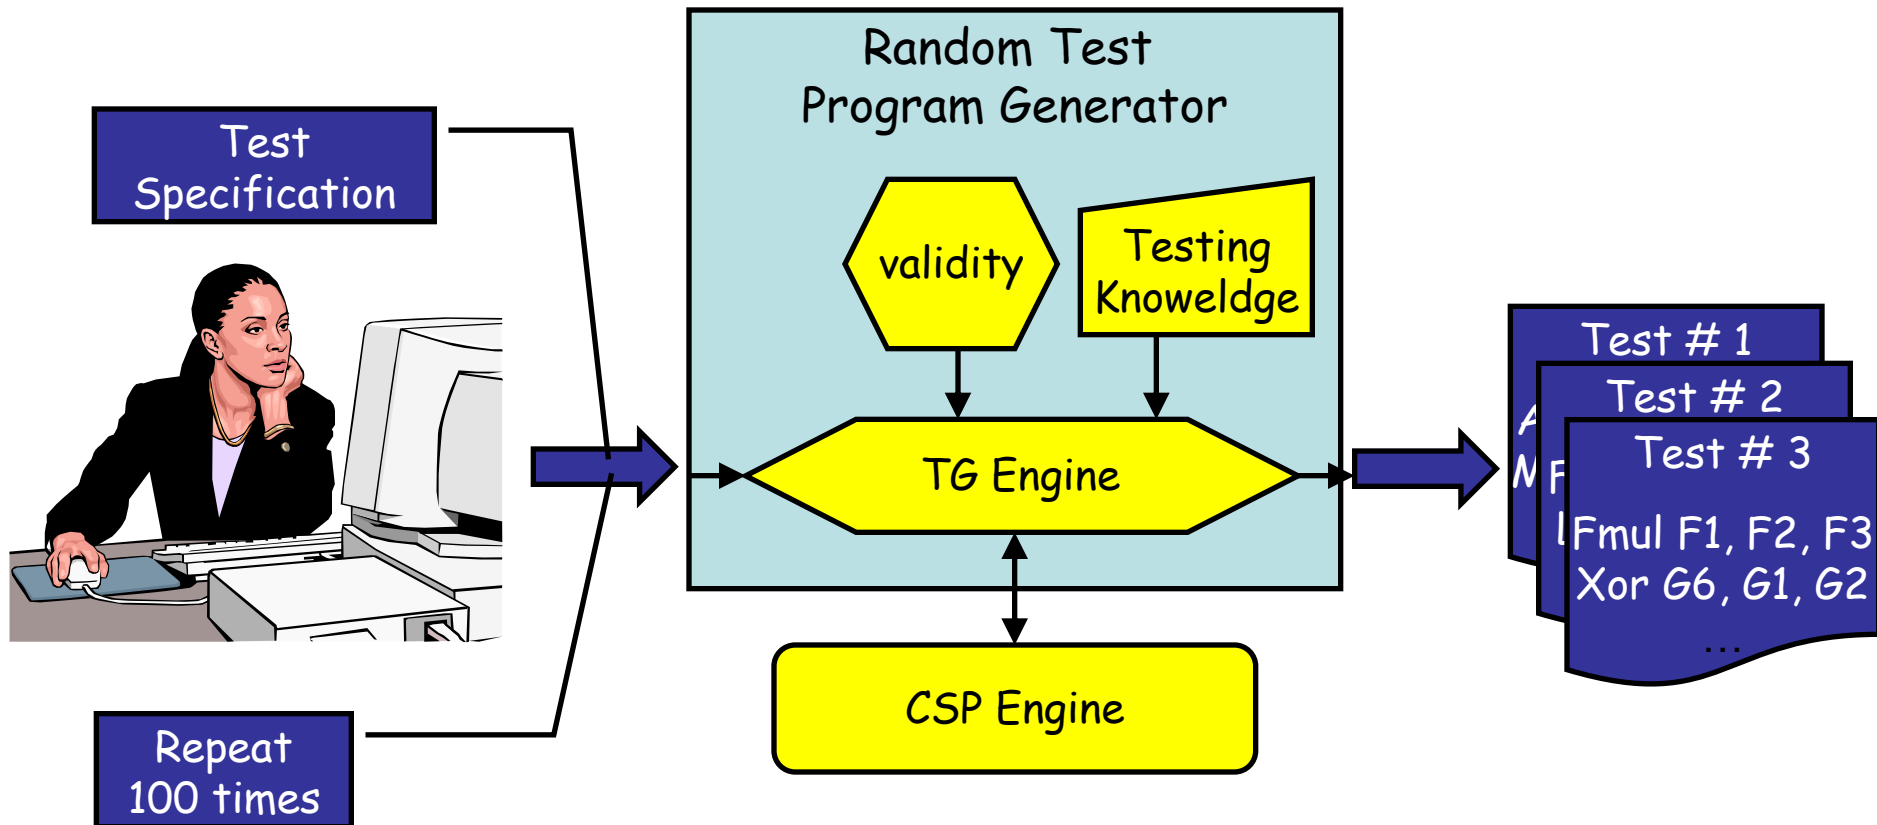 Random Test
Program Generator
Test
Specification
validity
Testing
Knoweldge
TG Engine
CSP Engine
Repeat
100 times
Test # 1
Test # 2
Test # 3
Fmul F1, F2, F3
Xor G6, G1, G2
...